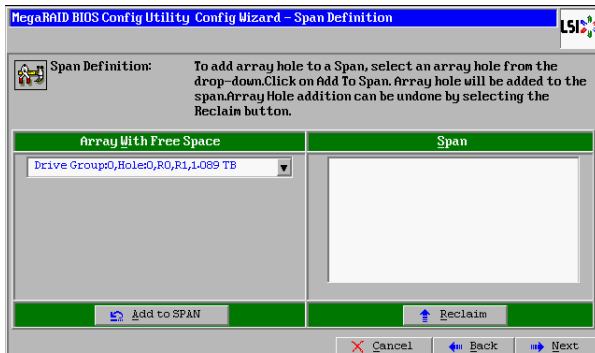 MegaRAID BIOS Config Utility Config Wizard - Span Definition
LSI
Span Definition:
To add array hole to a Span, select an array hole from the
drop-down.Click on Add To Span. Array hole will be added to the
span.Array Hole addition can be undone by selecting the
Reclaim button.
Array With Free Space
Span
Drive Group:0,Hole:0,R0,R1,1.089 TB
Add to SPAN
Reclaim
Cancel
Back
Next